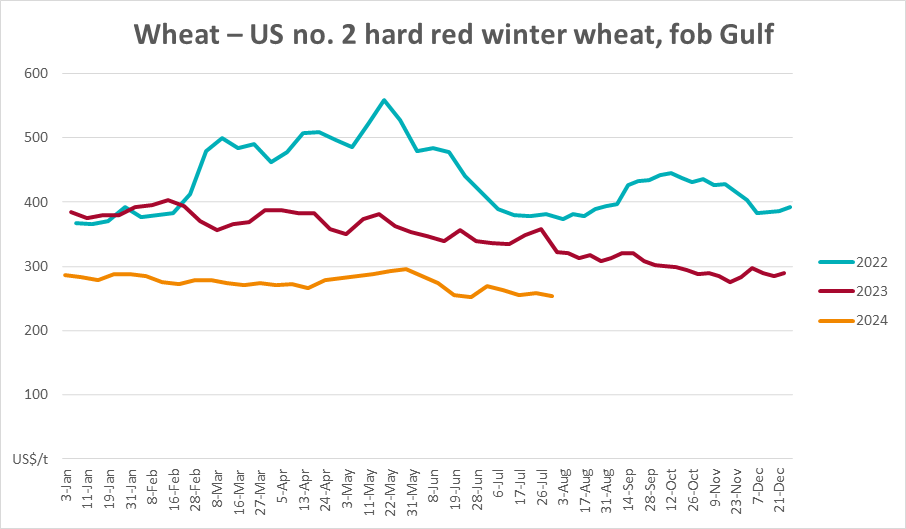 Wheat – US no. 2 hard red winter wheat, fob Gulf
600
500
400
300
200
100
US$/t
2022
2023
2024
3-Jan
11-Jan
19-Jan
31-Jan
8-Feb
16-Feb
28-Feb
8-Mar
16-Mar
28-Mar
5-Apr
13-Apr
24-Apr
3-May
11-May
22-May
31-May
8-Jun
19-Jun
28-Jun
6-Jul
17-Jul
26-Jul
3-Aug
17-Aug
31-Aug
14-Sep
28-Sep
12-Oct
26-Oct
9-Nov
23-Nov
7-Dec
21-Dec